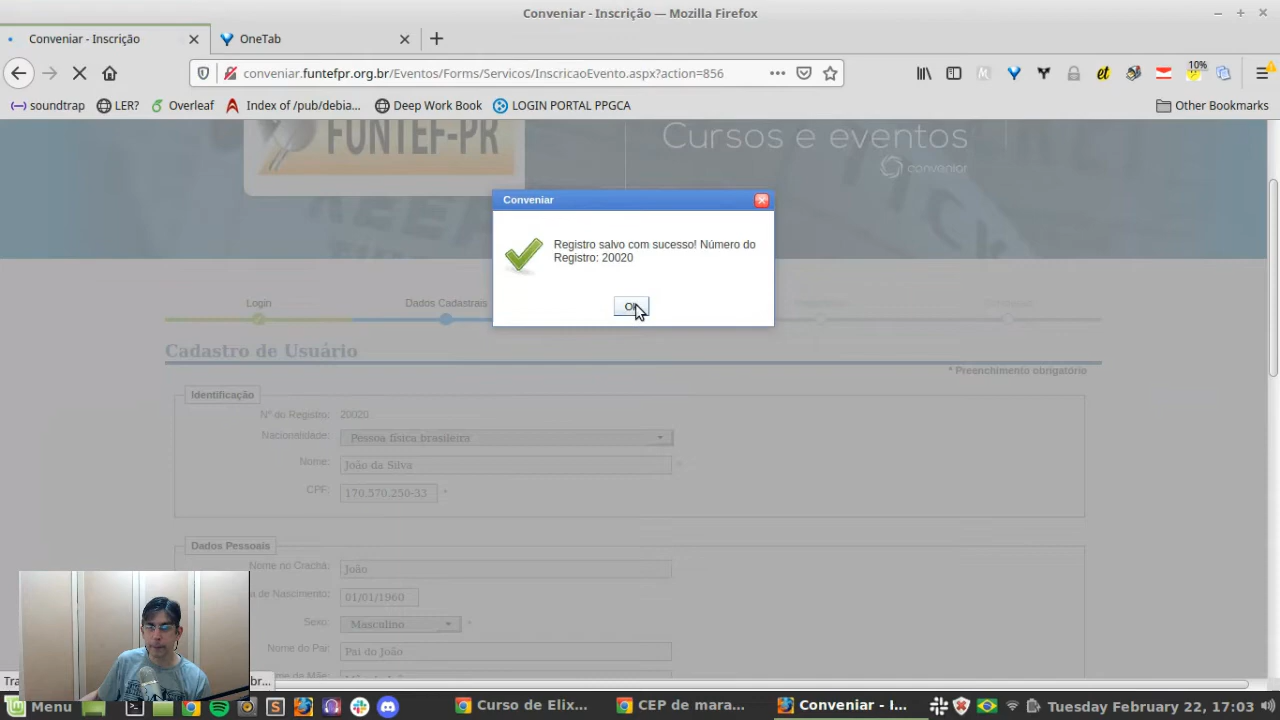 Conveniar - Inscrição — Mozilla Firefox
Conveniar - Inscrição
OneTab
conveniar.funtefpr.org.br/Eventos/Forms/Servicos/InscricaoEvento.aspx?action=856
10%
soundtrap
LER?
Overleaf
Index of /pub/debia...
Deep Work Book
LOGIN PORTAL PPGCA
Other Bookmarks
FUNTEF-PR
Cursos e eventos
conveniar
Conveniar
Registro salvo com sucesso! Número do
Registro: 20020
Login
Dados Cadastrais
Cadastro de Usuário
* Preenchimento obrigatório
Identificação
Nº do Registro: 20020
Nacionalidade: Pessoa física brasileira
Nome: João da Silva *
CPF: 170.570.250-33 *
Dados Pessoais
Nome no Crachá: João
de Nascimento: 01/01/1960
Sexo: Masculino *
Nome do Pai: Pai do João
Menu
Curso de Elix...
CEP de mara...
Conveniar - I...
Tuesday February 22, 17:03